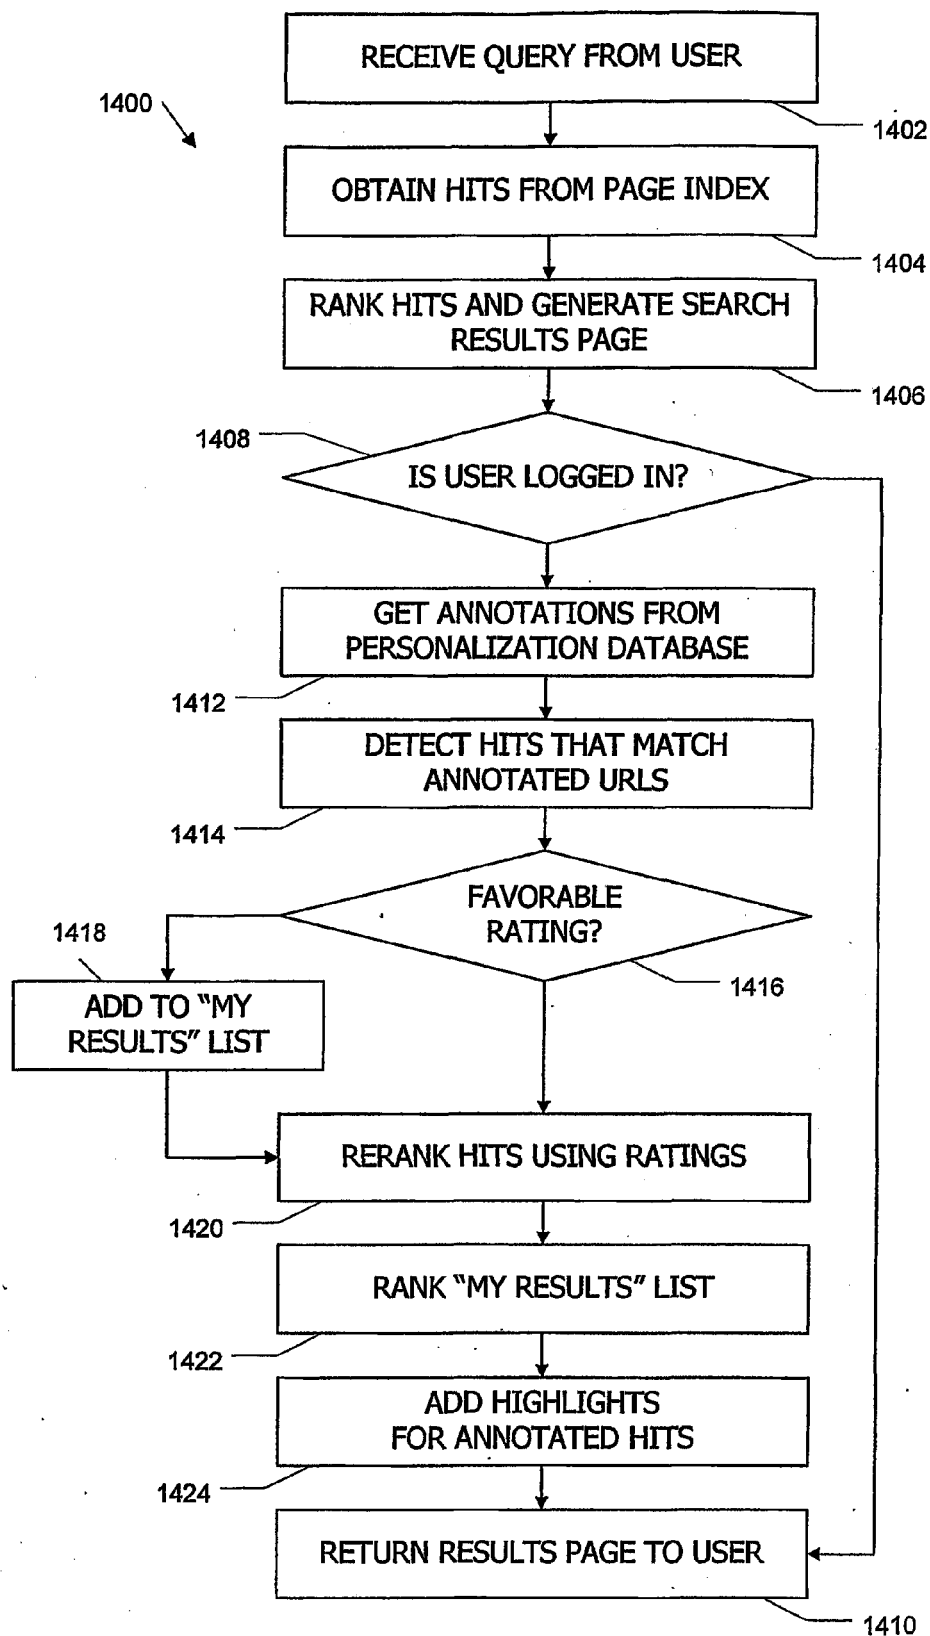 RECEIVE QUERY FROM USER
1400
1402
OBTAIN HITS FROM PAGE INDEX
1404
RANK HITS AND GENERATE SEARCH
RESULTS PAGE
1406
1408
IS USER LOGGED IN?
GET ANNOTATIONS FROM
PERSONALIZATION DATABASE
1412
DETECT HITS THAT MATCH
ANNOTATED URLS
1414
FAVORABLE
RATING?
1416
1418
ADD TO “MY
RESULTS” LIST
RERANK HITS USING RATINGS
1420
RANK “MY RESULTS” LIST
1422
ADD HIGHLIGHTS
FOR ANNOTATED HITS
1424
RETURN RESULTS PAGE TO USER
1410